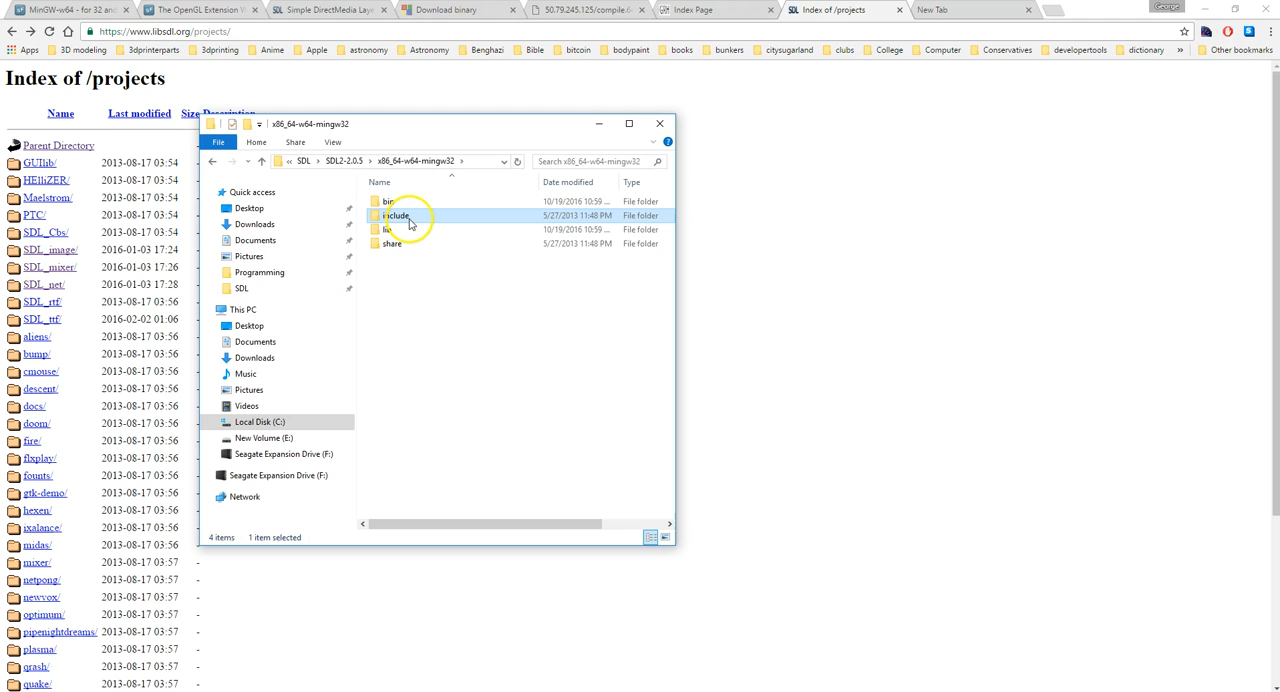 MinGW-w64 - for 32 and
The OpenGL Extension W
Simple DirectMedia Laye
Download binary
50.79.245.125/compile.6
Index Page
Index of /projects
New Tab
George
https://www.libsdl.org/projects/
Apps
3D modeling
3dprinterparts
3dprinting
Anime
Apple
astronomy
Astronomy
Benghazi
Bible
bitcoin
bodypaint
books
bunkers
citysugarland
clubs
College
Computer
Conservatives
developertools
dictionary
»
Other bookmarks
Index of /projects
Name Last modified Size Description
Parent Directory
GUIlib/ 2013-08-17 03:54
HElliZER/ 2013-08-17 03:54
Maelstrom/ 2013-08-17 03:54
PTC/ 2013-08-17 03:54
SDL_Cbs/ 2013-08-17 03:54
SDL_image/ 2016-01-03 17:24
SDL_mixer/ 2016-01-03 17:26
SDL_net/ 2016-01-03 17:28
SDL_rtf/ 2013-08-17 03:56
SDL_ttf/ 2016-02-02 01:06
aliens/ 2013-08-17 03:56
bump/ 2013-08-17 03:56
cmouse/ 2013-08-17 03:56
descent/ 2013-08-17 03:56
docs/ 2013-08-17 03:56
doom/ 2013-08-17 03:56
fire/ 2013-08-17 03:56
flxplay/ 2013-08-17 03:56
founts/ 2013-08-17 03:56
gtk-demo/ 2013-08-17 03:56
hexen/ 2013-08-17 03:56
ixalance/ 2013-08-17 03:56
midas/ 2013-08-17 03:56
mixer/ 2013-08-17 03:57 -
netpong/ 2013-08-17 03:57 -
newvox/ 2013-08-17 03:57 -
optimum/ 2013-08-17 03:57 -
pipenightdreams/ 2013-08-17 03:57 -
plasma/ 2013-08-17 03:57 -
qrash/ 2013-08-17 03:57 -
quake/ 2013-08-17 03:57 -
x86_64-w64-mingw32
File
Home
Share
View
« SDL > SDL2-2.0.5 > x86_64-w64-mingw32 >
Search x86_64-w64-mingw32
Name Date modified Type
bin 10/19/2016 10:59 ... File folder
include 5/27/2013 11:48 PM File folder
10/19/2016 10:59 ... File folder
share 5/27/2013 11:48 PM File folder
Quick access
Desktop
Downloads
Documents
Pictures
Programming
SDL
This PC
Desktop
Documents
Downloads
Music
Pictures
Videos
Local Disk (C:)
New Volume (E:)
Seagate Expansion Drive (F:)
Seagate Expansion Drive (F:)
Network
4 items
1 item selected